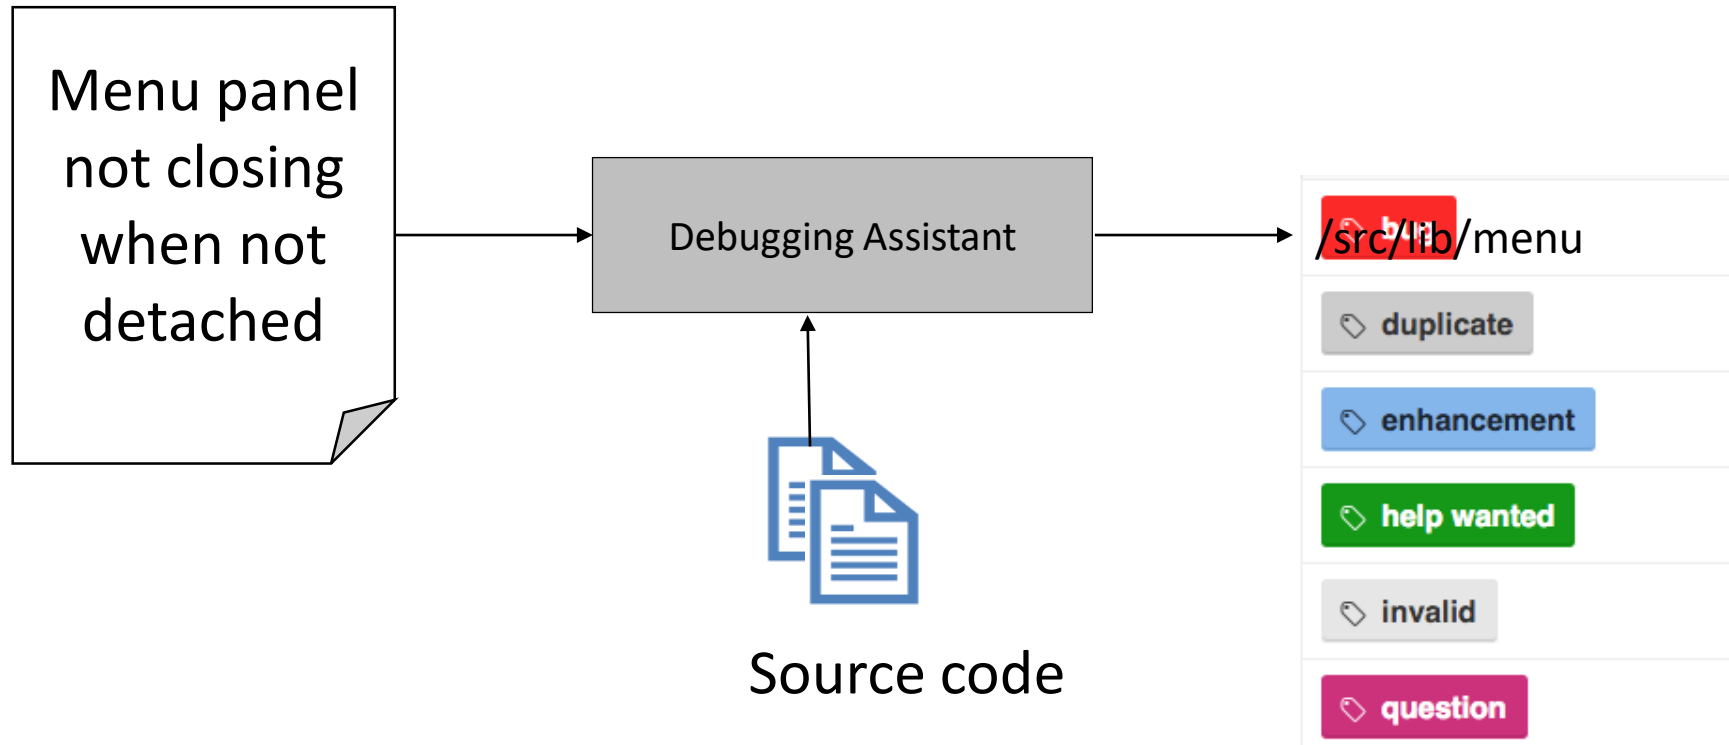 Menu panel
not closing
when not
detached
Debugging Assistant
bug
/src/lib/menu
duplicate
enhancement
help wanted
invalid
question
Source code